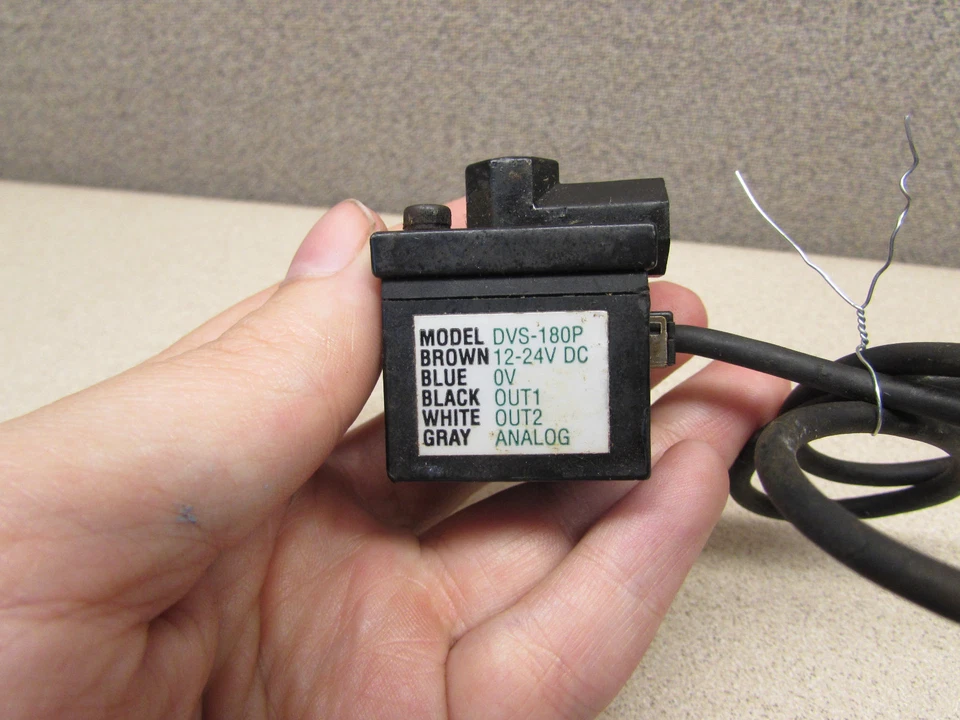 MODEL DVS-180P
BROWN 12-24V DC
BLUE 0V
BLACK OUT1
WHITE OUT2
GRAY ANALOG